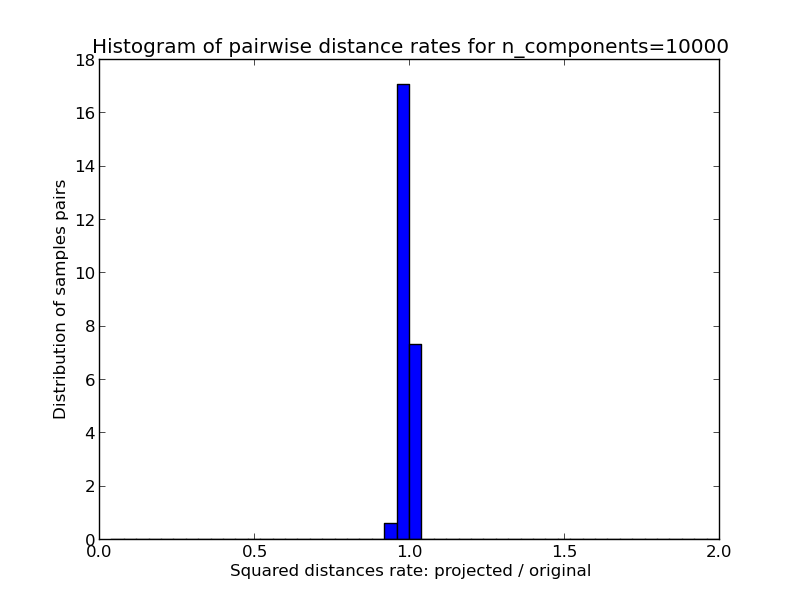 Histogram of pairwise distance rates for n_components=10000
18
16
14
12
10
8
6
4
2
0
Distribution of samples pairs
0.0 0.5 1.0 1.5 2.0
Squared distances rate: projected / original